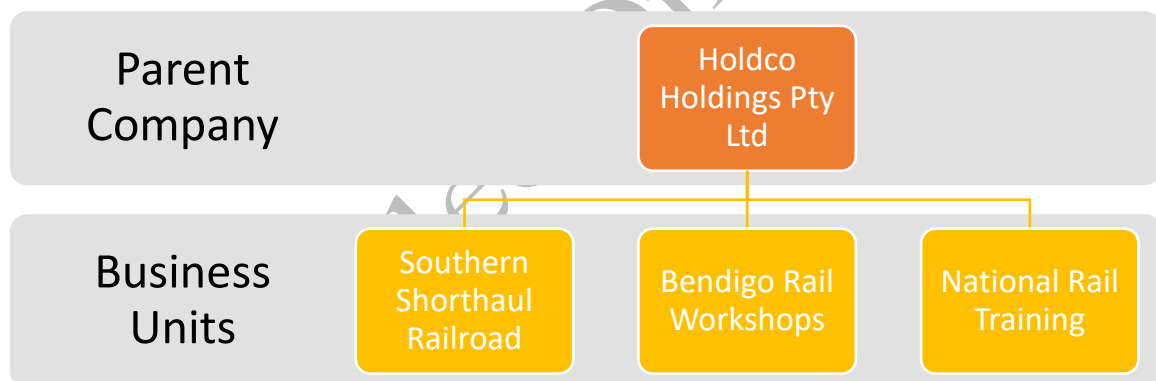 Parent
Company
Holdco
Holdings Pty
Ltd
Business
Units
Southern
Shorthaul
Railroad
Bendigo Rail
Workshops
National Rail
Training